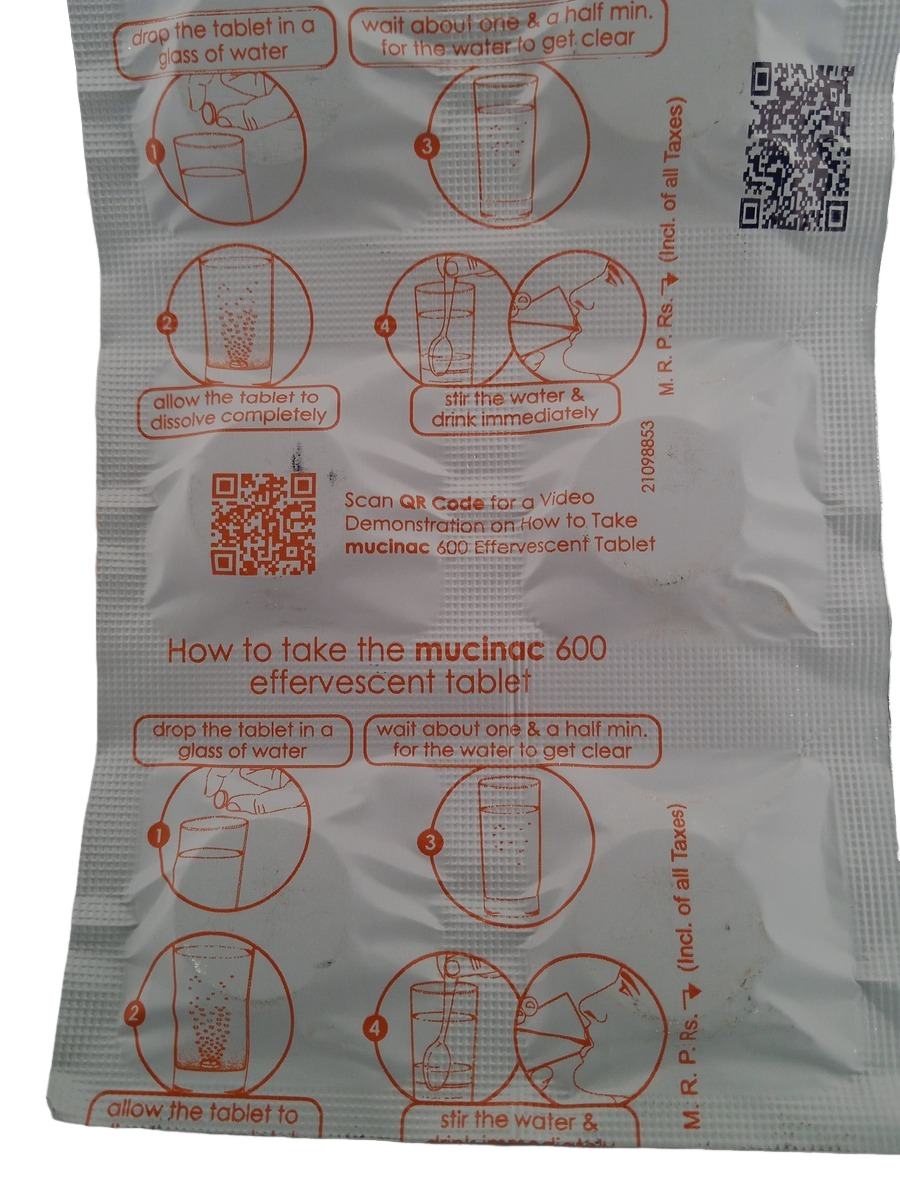 drop the tablet in a
glass of water
wait about one & a half min.
for the water to get clear
1
3
2
4
allow the tablet to
dissolve completely
stir the water &
drink immediately
M. R. P. Rs. (Incl. of all Taxes)
21098853
Scan QR Code for a Video
Demonstration on How to Take
mucinac 600 Effervescent Tablet
How to take the mucinac 600
effervescent tablet
drop the tablet in a
glass of water
wait about one & a half min.
for the water to get clear
1
3
2
4
allow the tablet to
stir the water &
drink immediately
M. R. P. Rs. (Incl. of all Taxes)